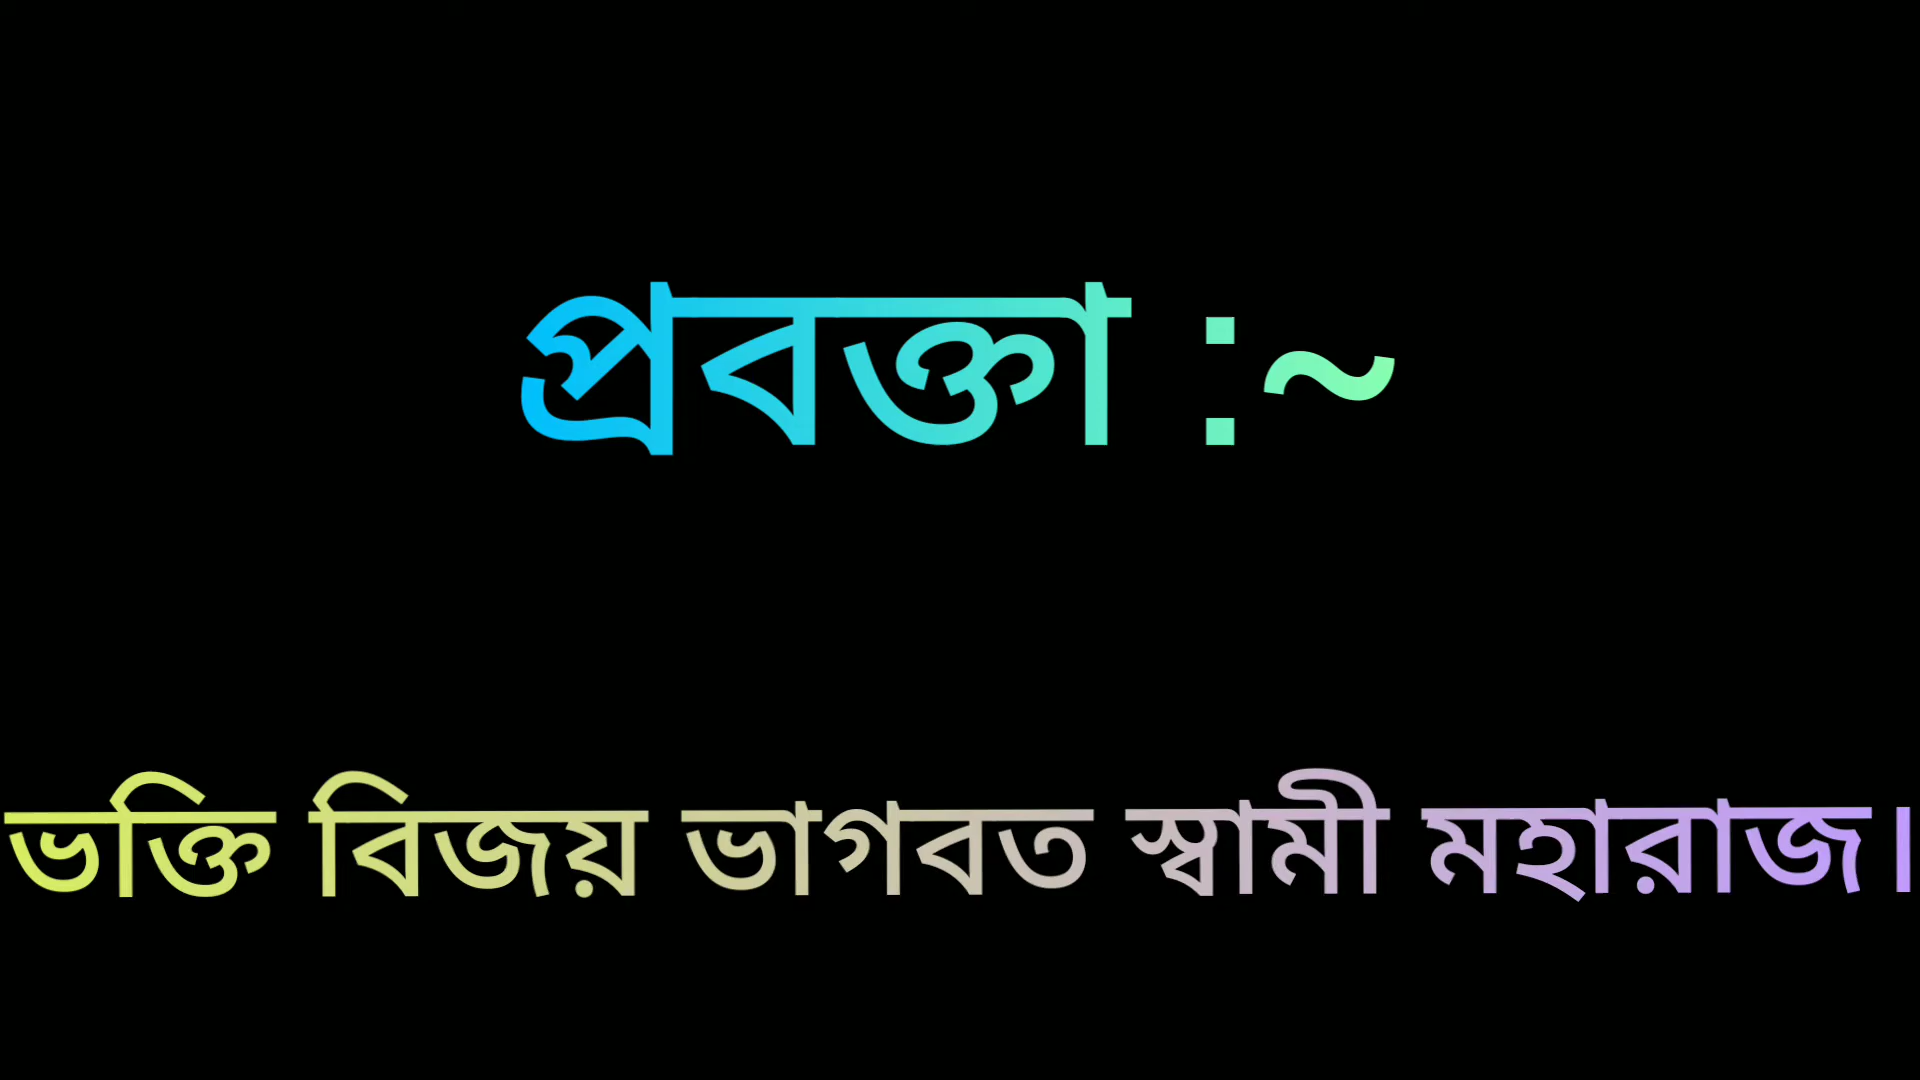 প্রবক্তা :~
ভক্তি বিজয় ভাগবত স্বামী মহারাজ।